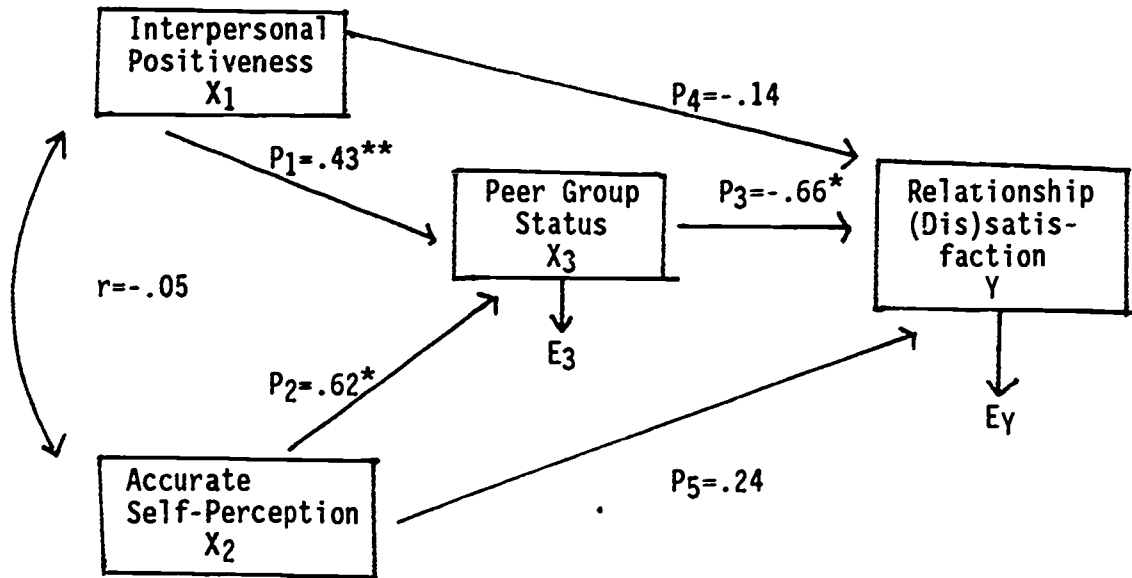 Interpersonal
Positiveness
X1
P4=-.14
P1=.43**
Peer Group
Status
X3
P3=-.66*
Relationship
(Dis)satis-
faction
Y
r=-.05
E3
P2=.62*
EY
Accurate
Self-Perception
X2
P5=.24